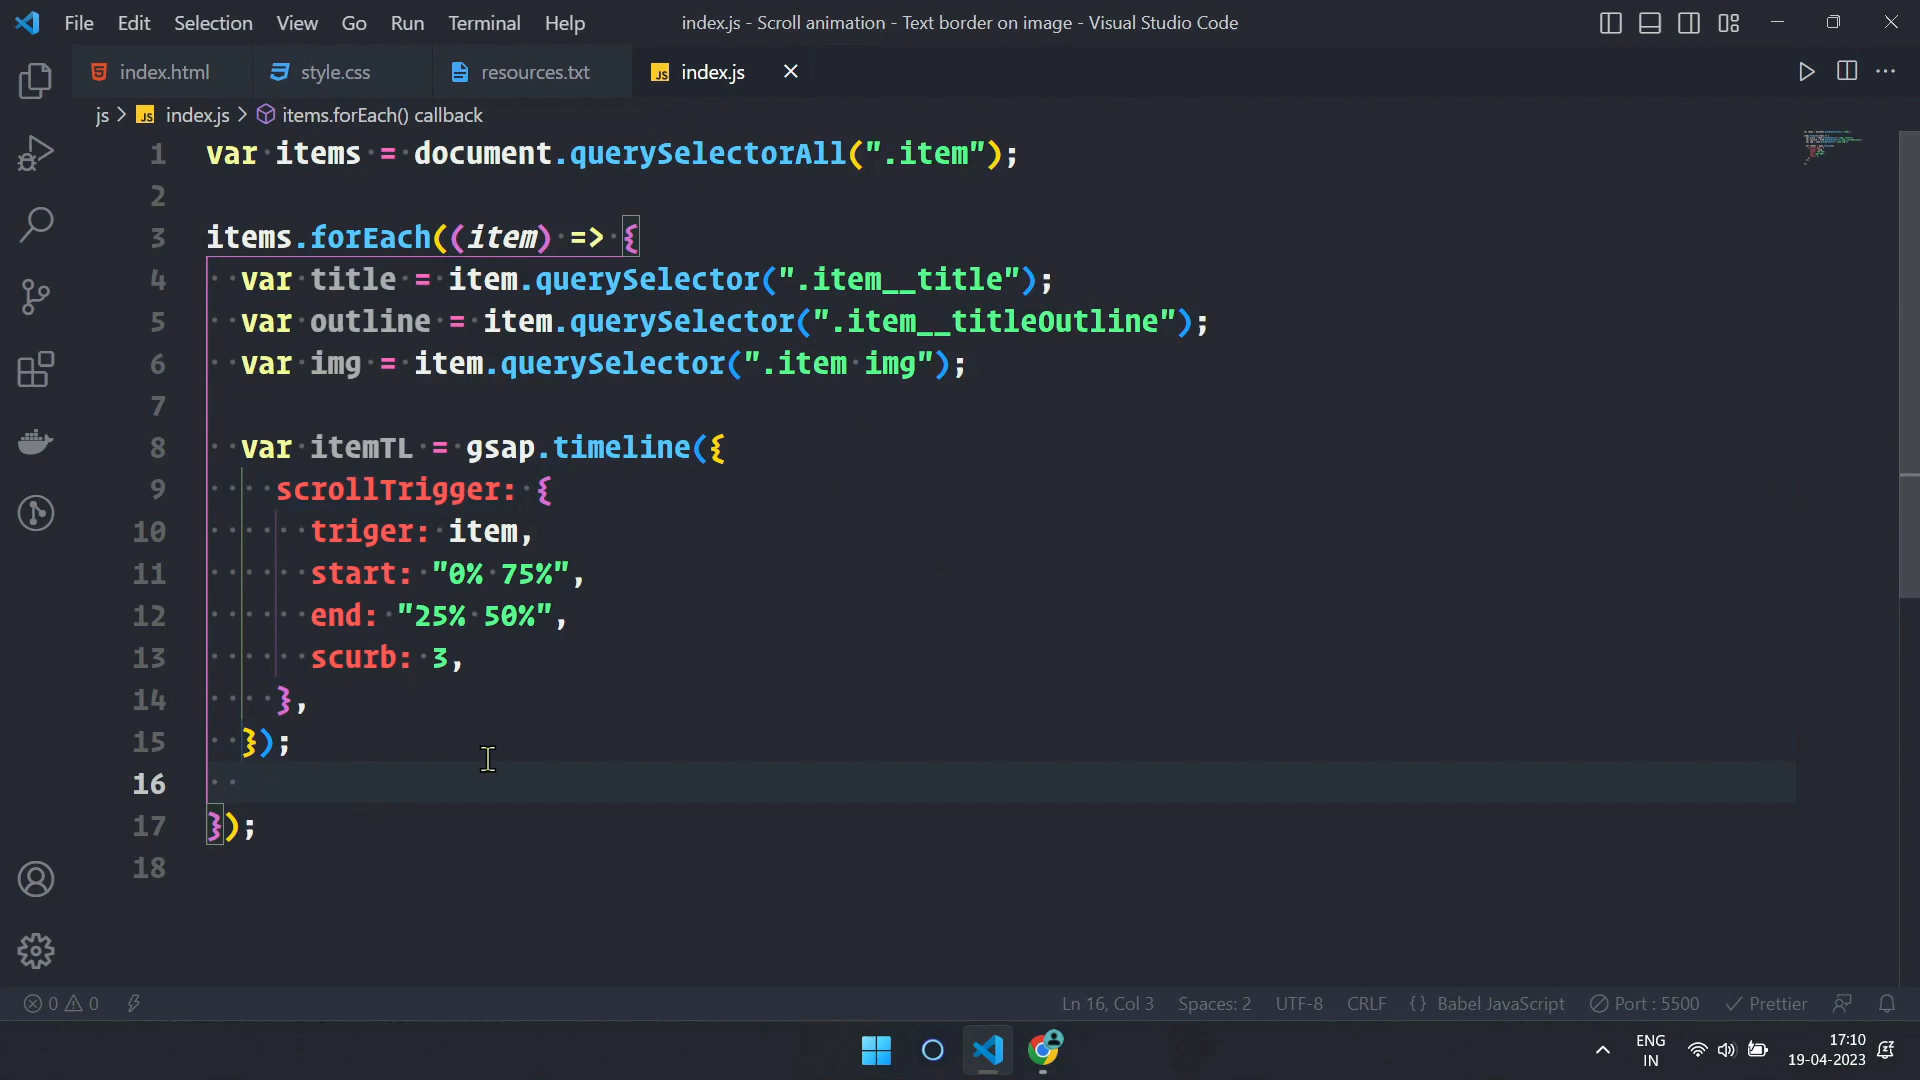 File Edit Selection View Go Run Terminal Help index.js - Scroll animation - Text border on image - Visual Studio Code
index.html style.css resources.txt JS index.js
js > JS index.js > items.forEach() callback
1 var items = document.querySelectorAll(".item");
2
3 items.forEach((item) => {
4 var title = item.querySelector(".item__title");
5 var outline = item.querySelector(".item__titleOutline");
6 var img = item.querySelector(".item img");
7
8 var itemTL = gsap.timeline({
9 scrollTrigger: {
10 triger: item,
11 start: "0% 75%",
12 end: "25% 50%",
13 scurb: 3,
14 },
15 });
16
17 });
18
0 0 Ln 16, Col 3 Spaces: 2 UTF-8 CRLF {} Babel JavaScript Port : 5500 Prettier
ENG 17:10
IN 19-04-2023